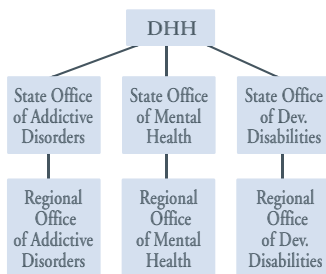 DHH
State Office
of Addictive
Disorders
State Office
of Mental
Health
State Office
of Dev.
Disabilities
Regional
Office
of Addictive
Disorders
Regional
Office
of Mental
Health
Regional
Office
of Dev.
Disabilities